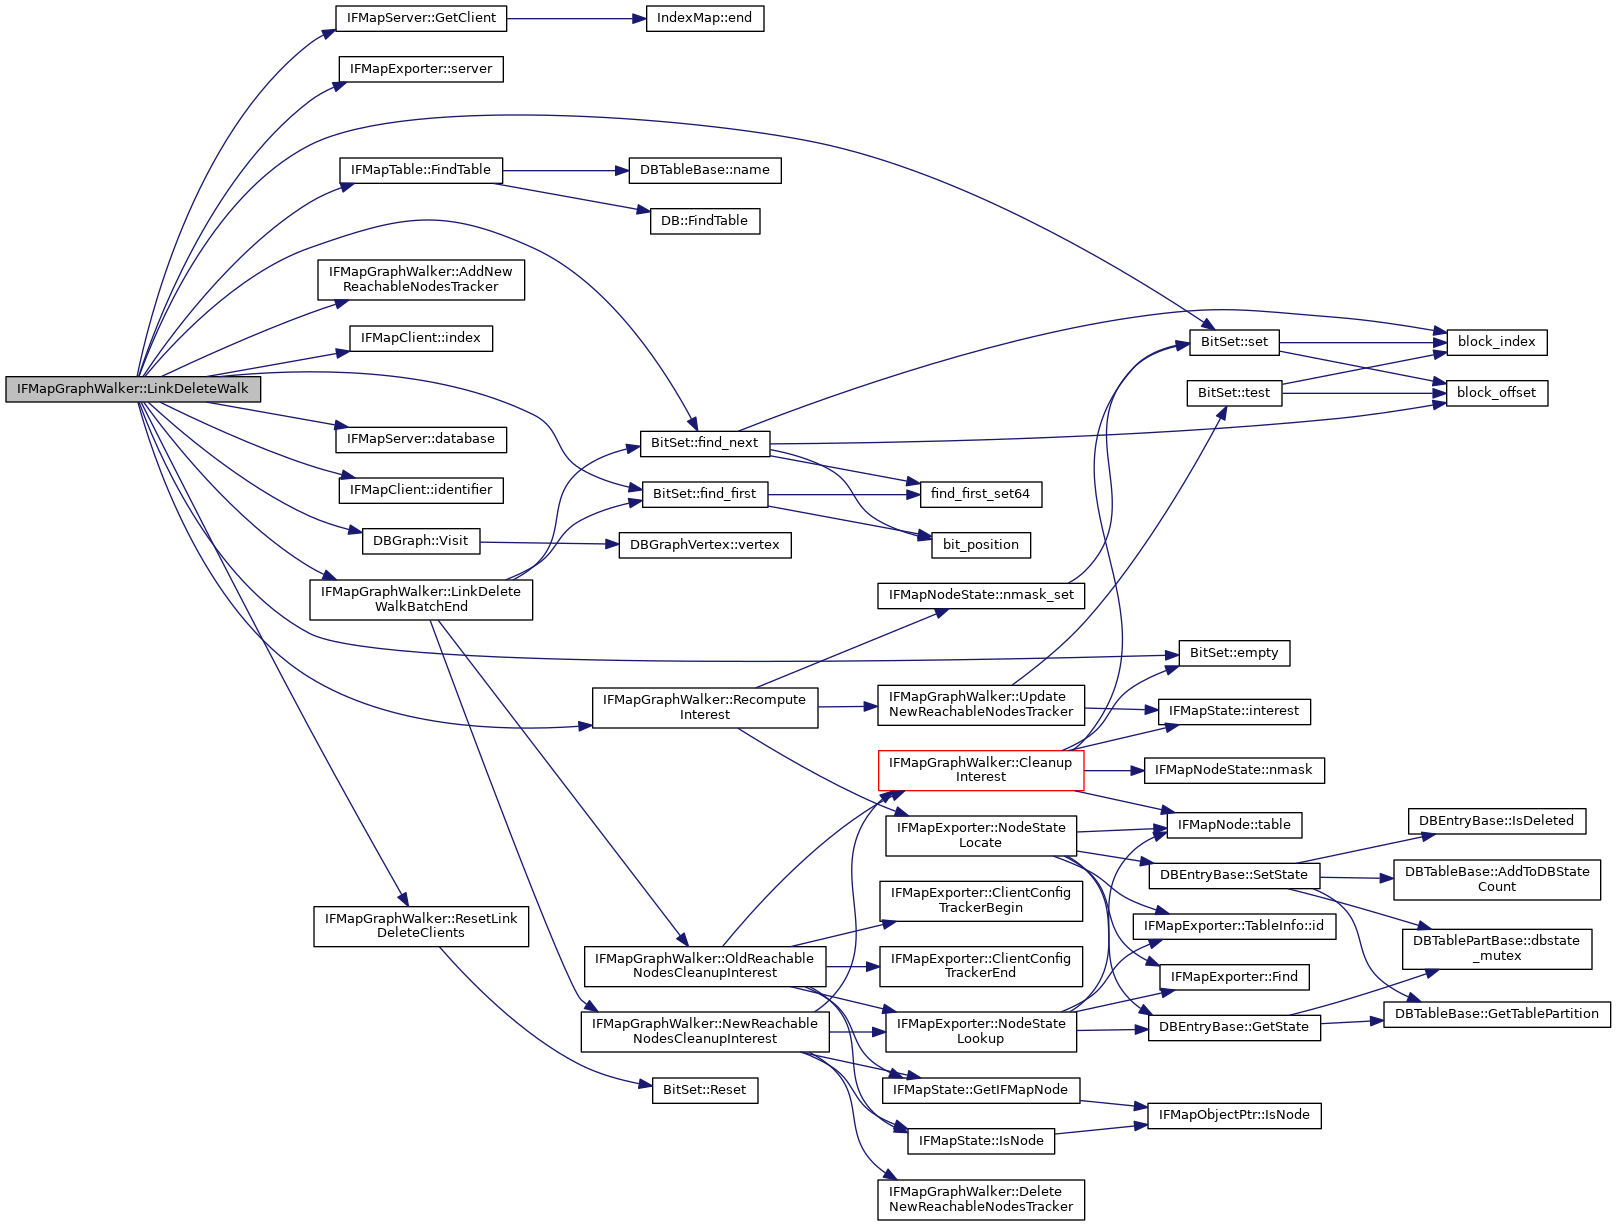 IFMapServer::GetClient
IndexMap::end
IFMapExporter::server
IFMapTable::FindTable
DBTableBase::name
DB::FindTable
IFMapGraphWalker::AddNew
ReachableNodesTracker
IFMapClient::index
BitSet::set
block_index
IFMapGraphWalker::LinkDeleteWalk
BitSet::test
block_offset
IFMapServer::database
BitSet::find_next
IFMapClient::identifier
BitSet::find_first
find_first_set64
DBGraph::Visit
DBGraphVertex::vertex
bit_position
IFMapGraphWalker::LinkDelete
WalkBatchEnd
IFMapNodeState::nmask_set
BitSet::empty
IFMapGraphWalker::Recompute
Interest
IFMapGraphWalker::Update
NewReachableNodesTracker
IFMapState::interest
IFMapGraphWalker::Cleanup
Interest
IFMapNodeState::nmask
IFMapNode::table
IFMapExporter::NodeState
Locate
DBEntryBase::IsDeleted
DBEntryBase::SetState
DBTableBase::AddToDBState
Count
IFMapExporter::ClientConfig
TrackerBegin
IFMapGraphWalker::ResetLink
DeleteClients
IFMapExporter::TableInfo::id
DBTablePartBase::dbstate
_mutex
IFMapGraphWalker::OldReachable
NodesCleanupInterest
IFMapExporter::ClientConfig
TrackerEnd
IFMapExporter::Find
IFMapGraphWalker::NewReachable
NodesCleanupInterest
IFMapExporter::NodeState
Lookup
DBEntryBase::GetState
DBTableBase::GetTablePartition
BitSet::Reset
IFMapState::GetIFMapNode
IFMapObjectPtr::IsNode
IFMapState::IsNode
IFMapGraphWalker::Delete
NewReachableNodesTracker